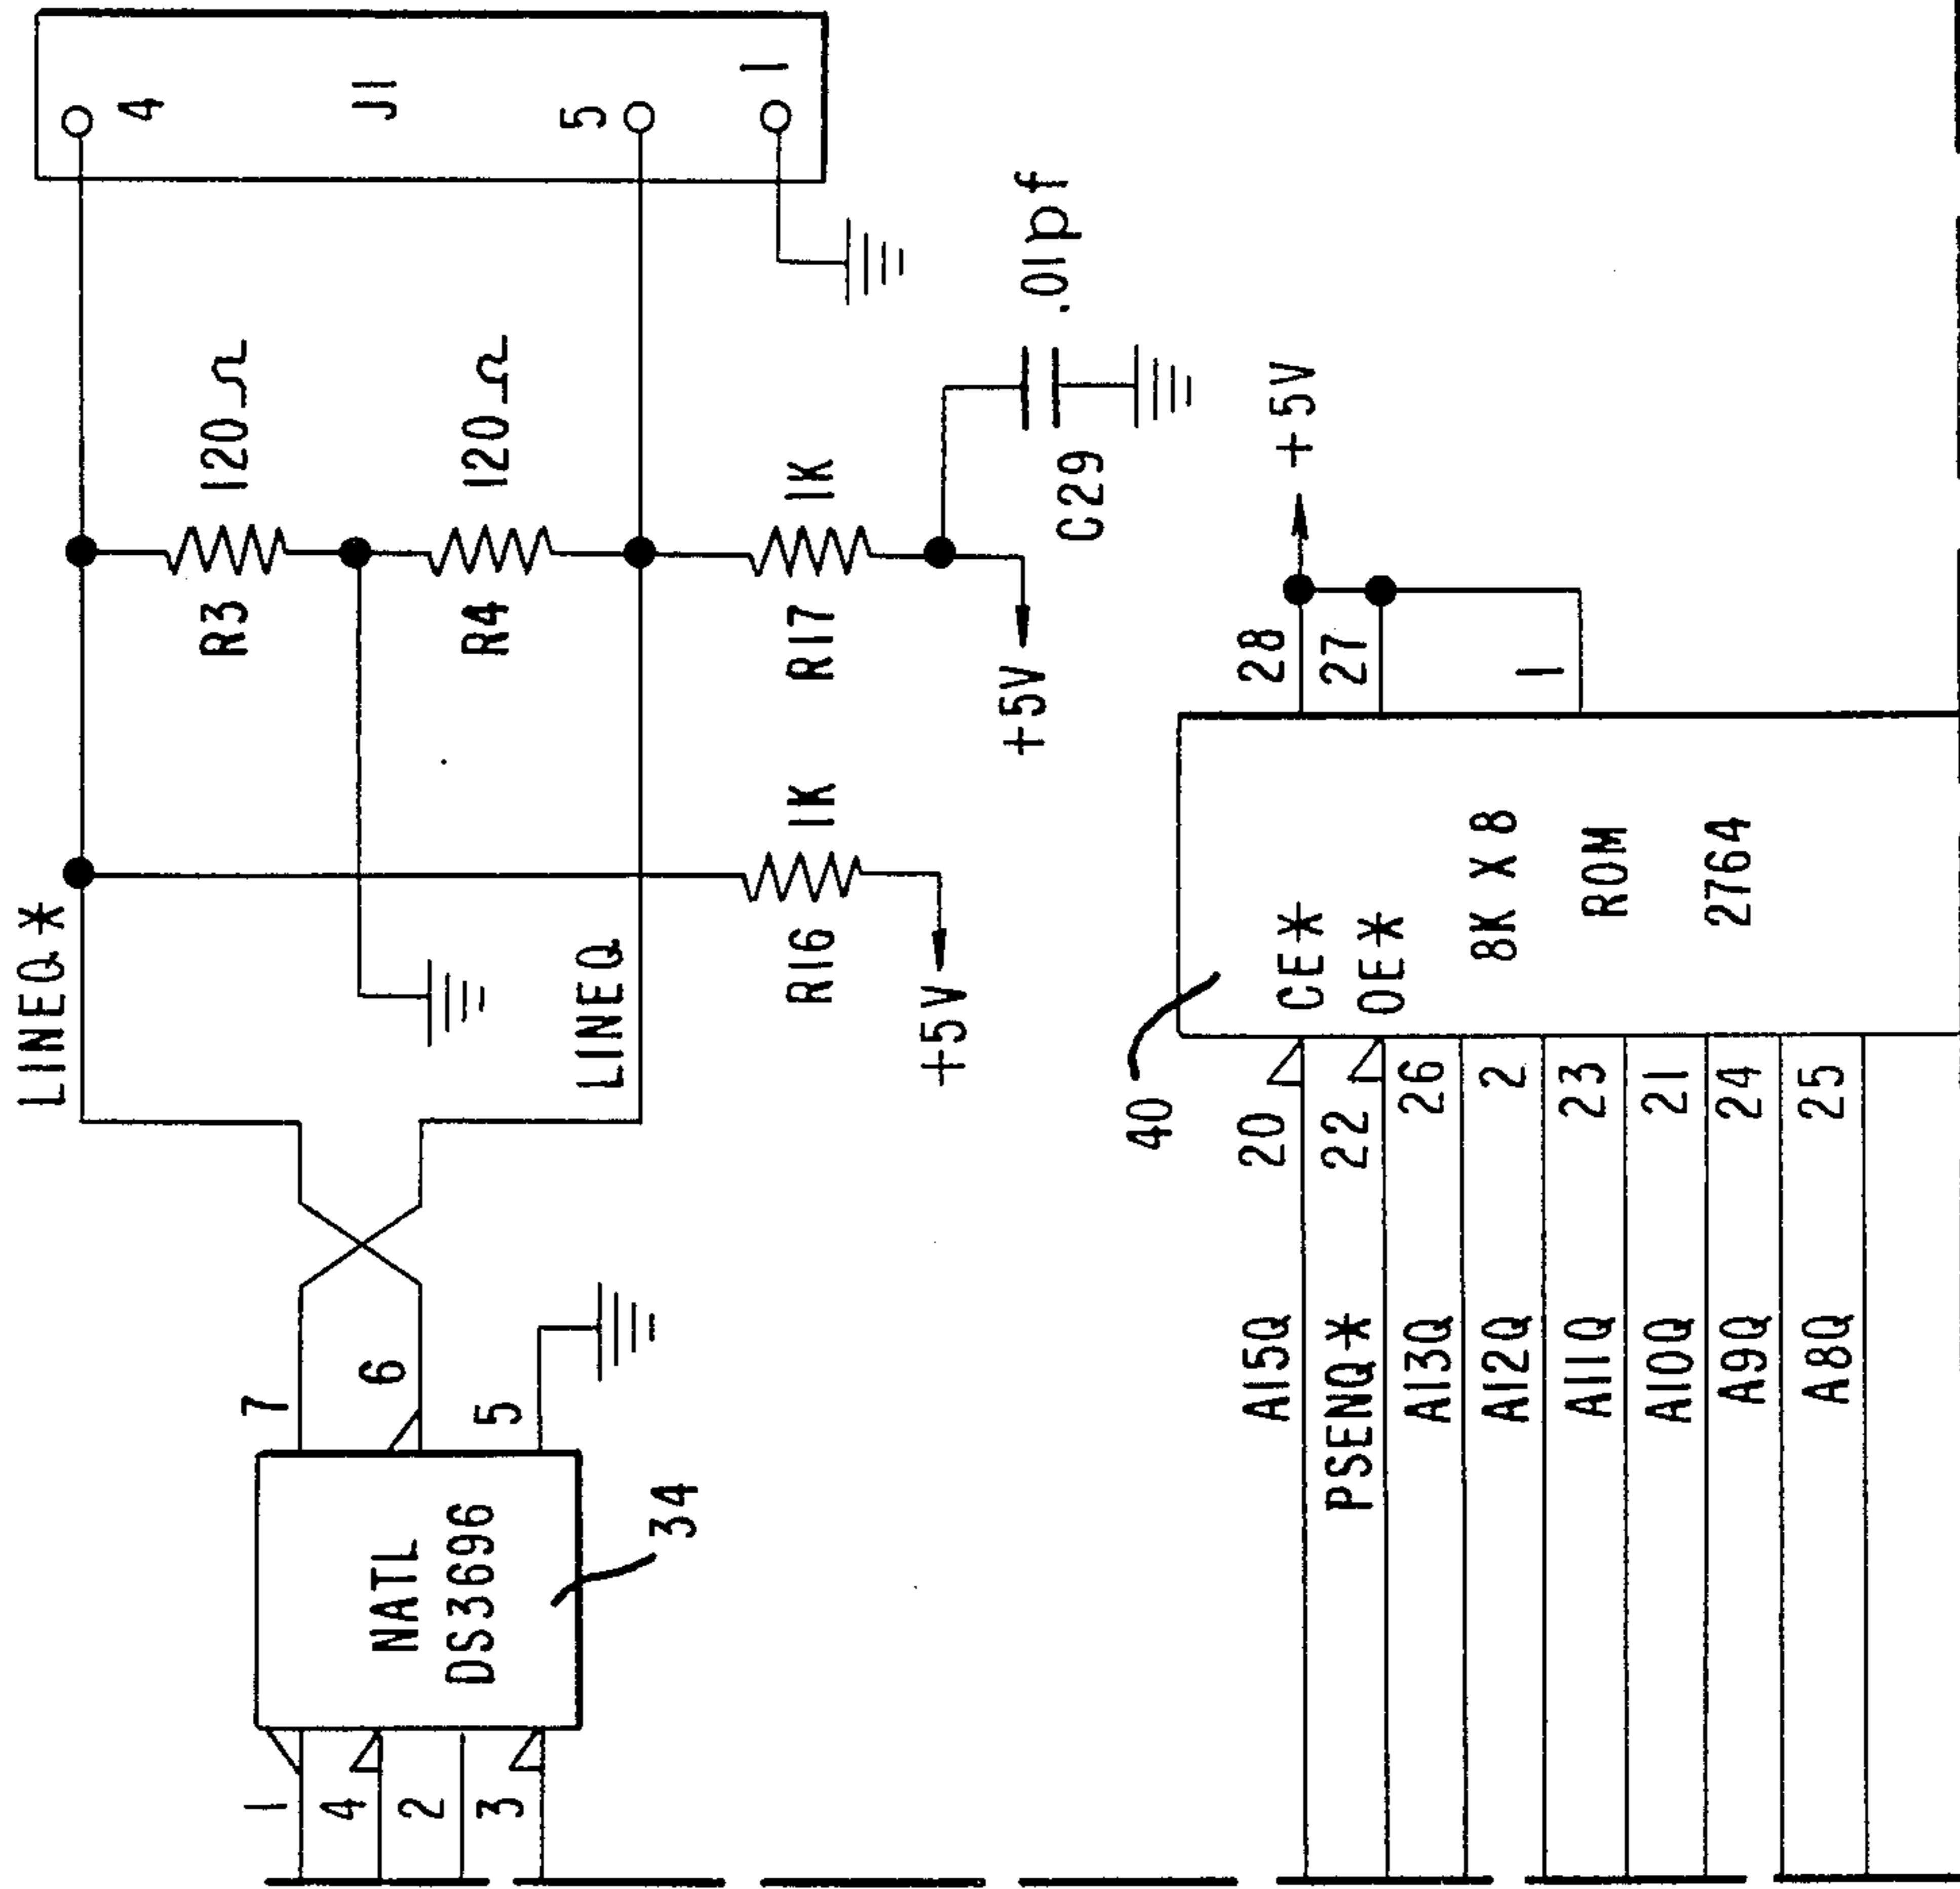 4
J1
5
1
LINEQ*
R3 120Ω
R4 120Ω
LINEQ
R17 1K
R16 1K
+5V
+5V
C29 .01pf
7
6
5
NATL
DS3696
34
1
4
2
3
+5V
28
27
1
40
CE*
OE*
8K X 8
ROM
2764
A15Q 20
PSENQ* 22
A13Q 26
A12Q 2
A11Q 23
A10Q 21
A9Q 24
A8Q 25